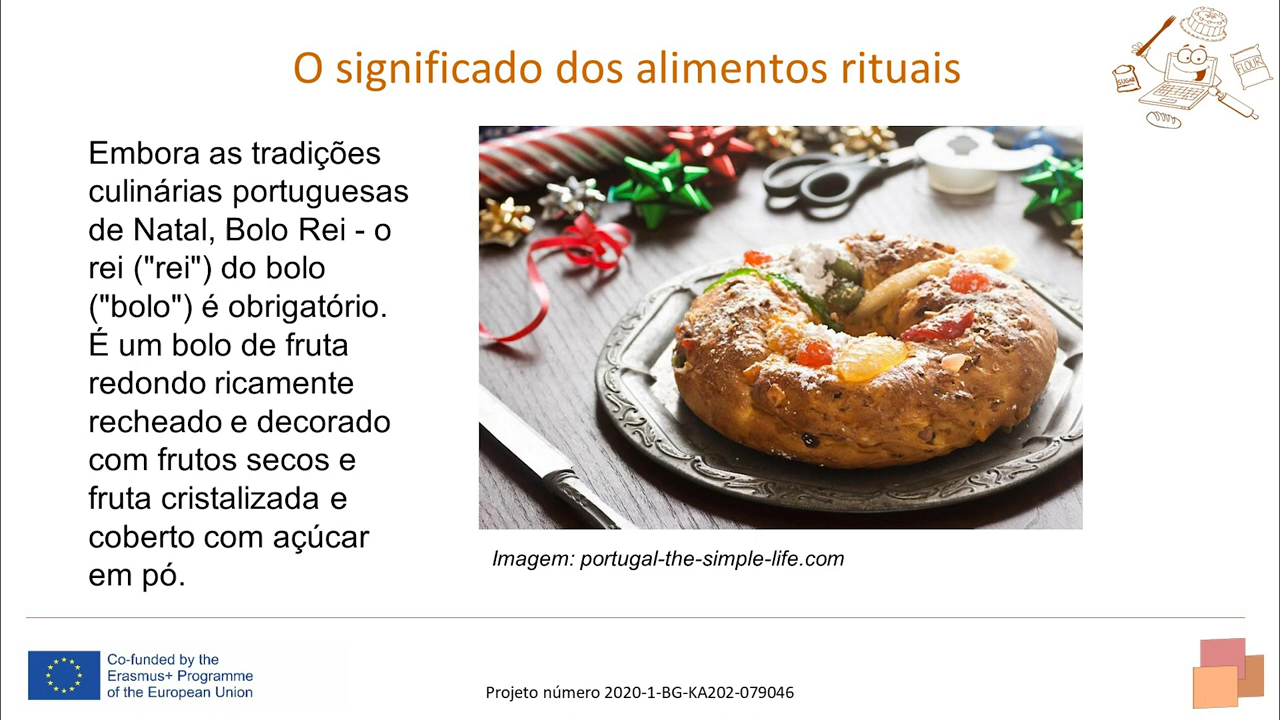 O significado dos alimentos rituais
SUGAR
FLOUR
Embora as tradições
culinárias portuguesas
de Natal, Bolo Rei - o
rei ("rei") do bolo
("bolo") é obrigatório.
É um bolo de fruta
redondo ricamente
recheado e decorado
com frutos secos e
fruta cristalizada e
coberto com açúcar
em pó.
Imagem: portugal-the-simple-life.com
Co-funded by the
Erasmus+ Programme
of the European Union
Projeto número 2020-1-BG-KA202-079046